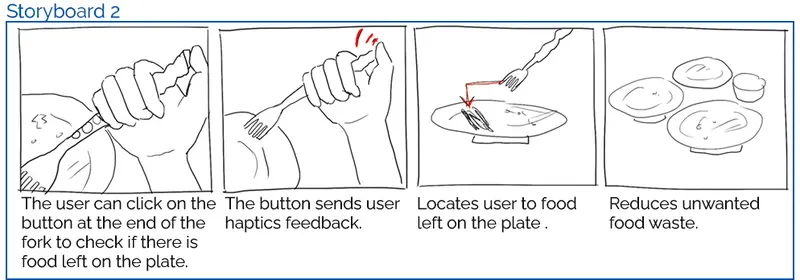 Storyboard 2
The user can click on the
button at the end of the
fork to check if there is
food left on the plate.
The button sends user
haptics feedback.
Locates user to food
left on the plate .
Reduces unwanted
food waste.